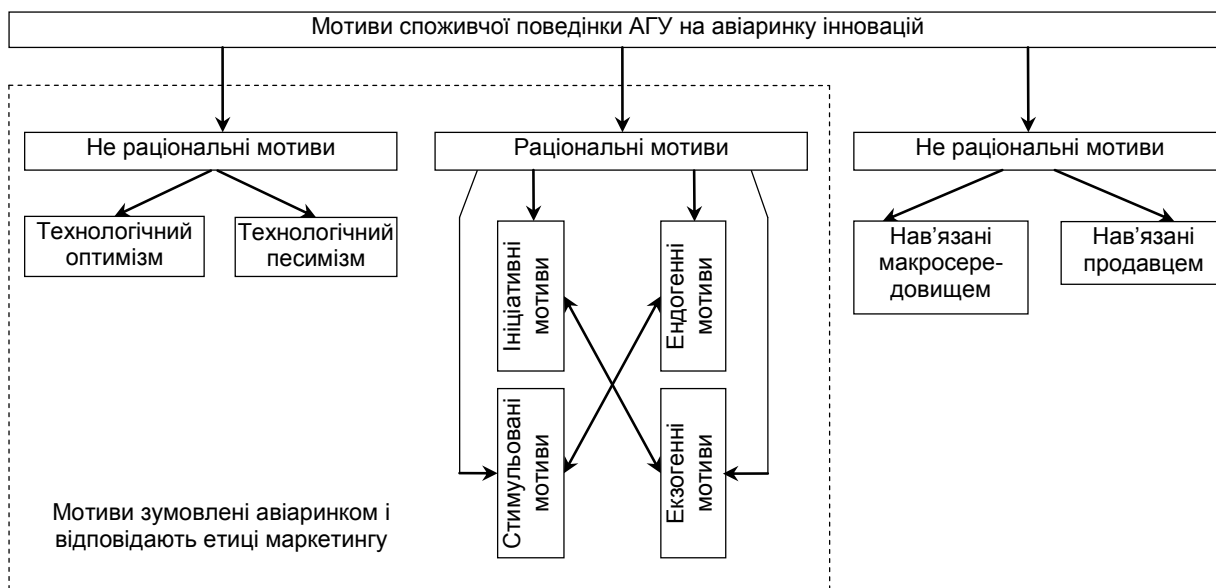 Мотиви споживчої поведінки АГУ на авіаринку інновацій
Не раціональні мотиви
Раціональні мотиви
Не раціональні мотиви
Технологічний
оптимізм
Технологічний
песимізм
Ініціативні
мотиви
Ендогенні
мотиви
Нав’язані
макросере-
довищем
Нав’язані
продавцем
Стимульовані
мотиви
Екзогенні
мотиви
Мотиви зумовлені авіаринком і
відповідають етиці маркетингу